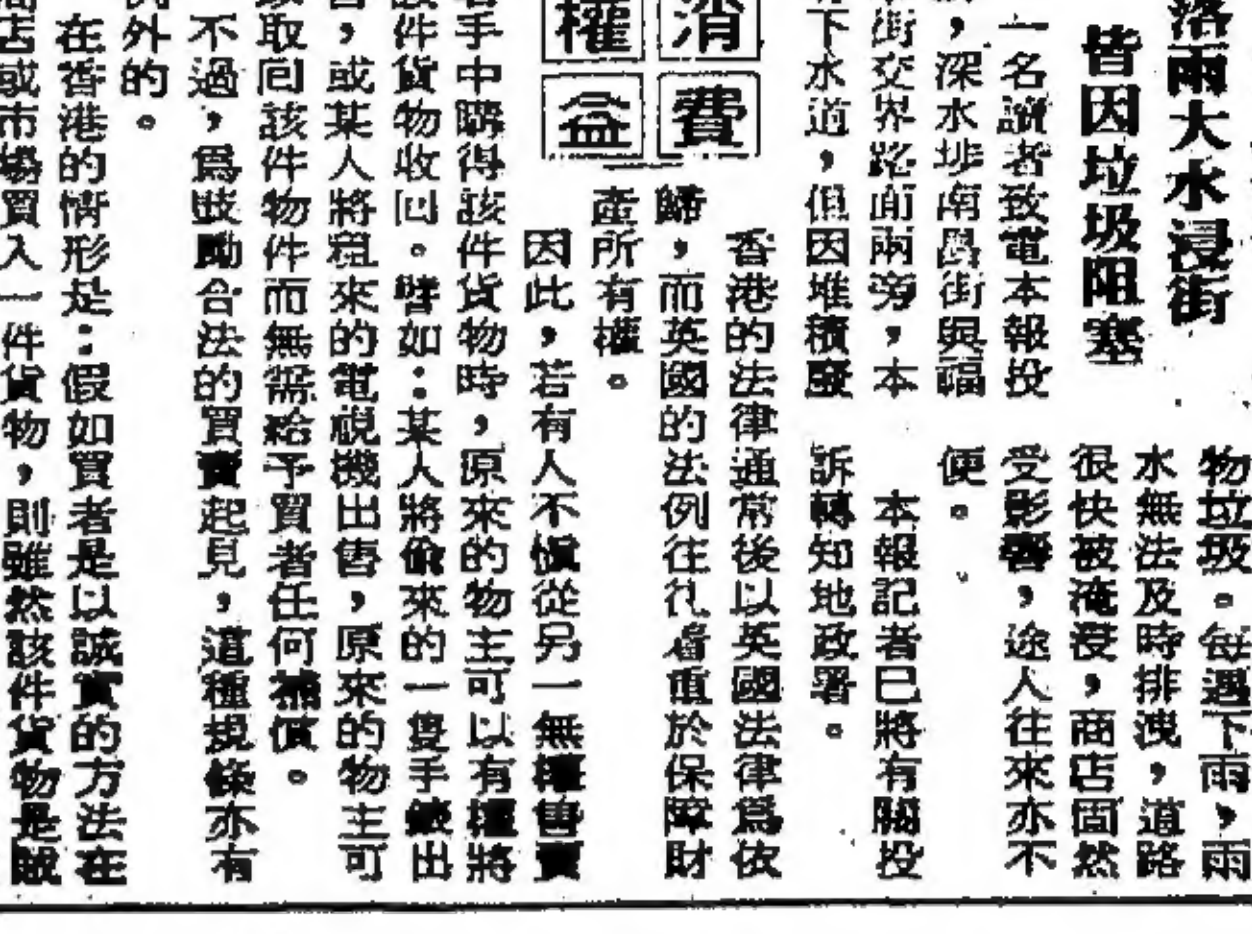 落雨大水浸街
皆因垃圾阻塞
一名讀者致電本報投
,深水埗南昌街與福
街交界路面兩旁,本
下水道,但因堆積廢
物垃圾。每遇下雨,雨
水無法及時排洩,道路
很快被淹浸,商店固然
受影響,途人往來亦不
便。
本報記者已將有關投
訴轉知地政署。
消費
權益
香港的法律通常後以英國法律爲依
歸,而英國的法例往往着重於保障財
產所有權。
因此,若有人不慎從另一無權售賣
者手中購得該件貨物時,原來的物主可以有權將
該件貨物收回。譬如:某人將偷來的一隻手錶出
售,或某人將租來的電視機出售,原來的物主可
以取回該件物件而無需給予買者任何補償。
不過,爲鼓勵合法的買賣起見,這種規條亦有
例外的。
在香港的情形是:假如買者是以誠實的方法在
商店或市場買入一件貨物,則雖然該件貨物是賊